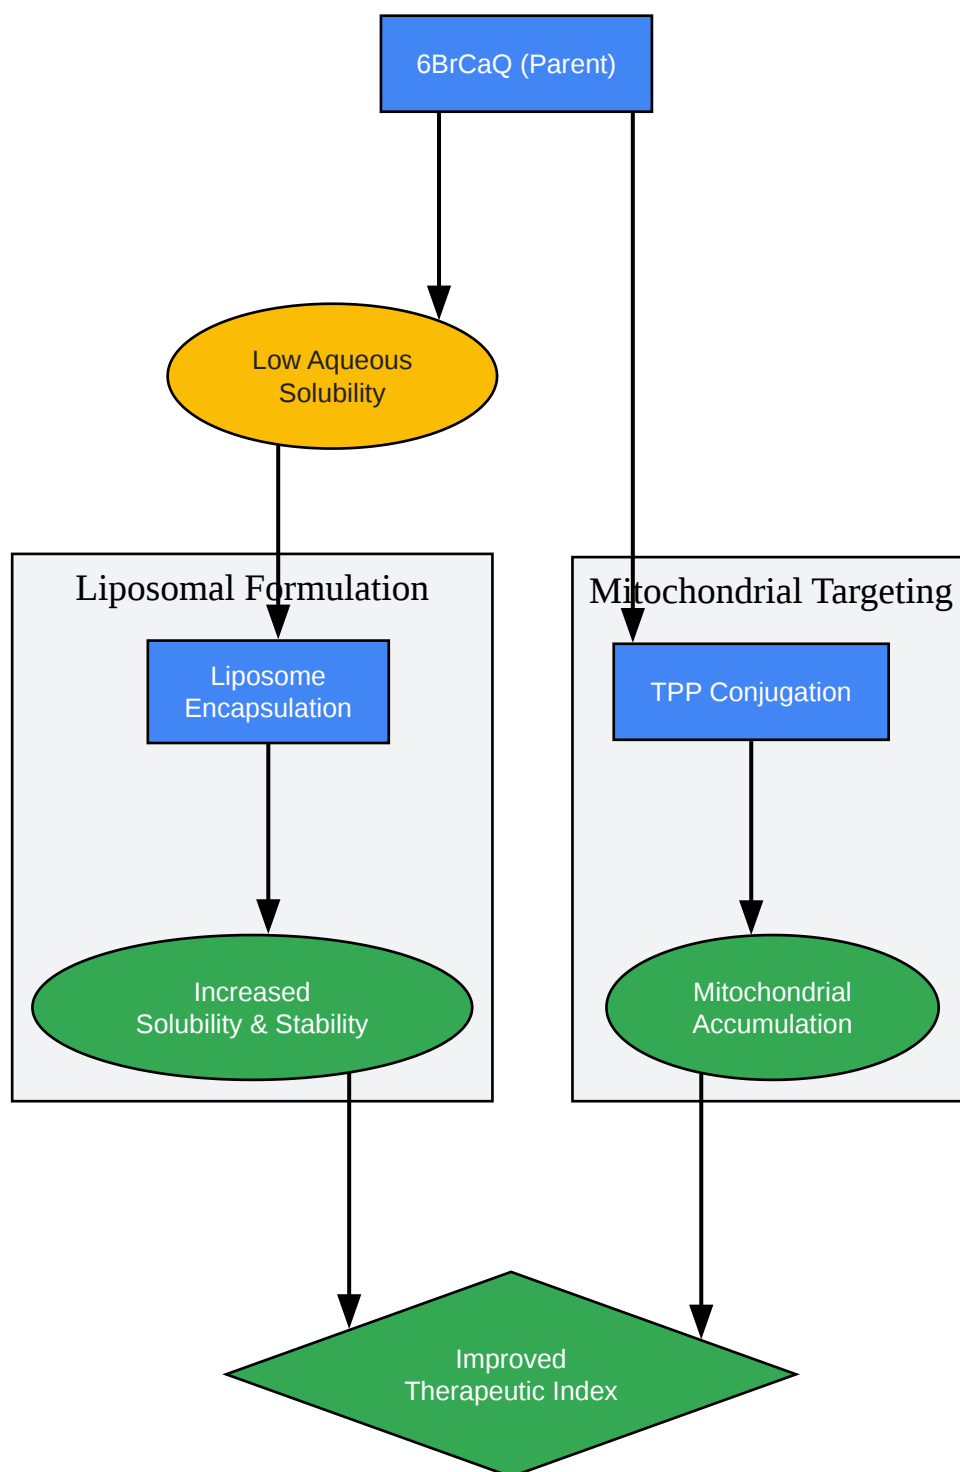 6BrCaQ (Parent)
Low Aqueous
Solubility
Liposomal Formulation
Mitochondrial Targeting
Liposome
Encapsulation
TPP Conjugation
Increased
Solubility & Stability
Mitochondrial
Accumulation
Improved
Therapeutic Index